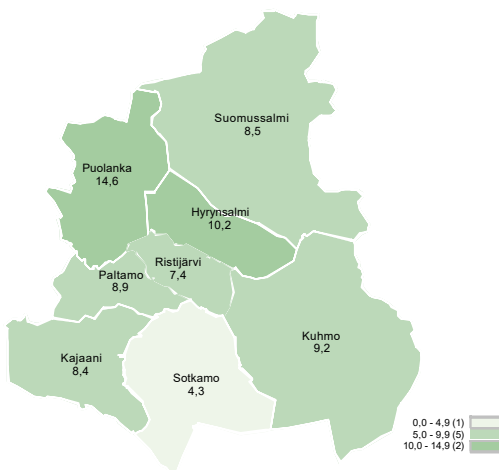 Suomussalmi
8,5
Puolanka
14,6
Hyrynsalmi
10,2
Ristijärvi
7,4
Paltamo
8,9
Kuhmo
9,2
Kajaani
8,4
Sotkamo
4,3
0,0 - 4,9 (1)
5,0 - 9,9 (5)
10,0 - 14,9 (2)